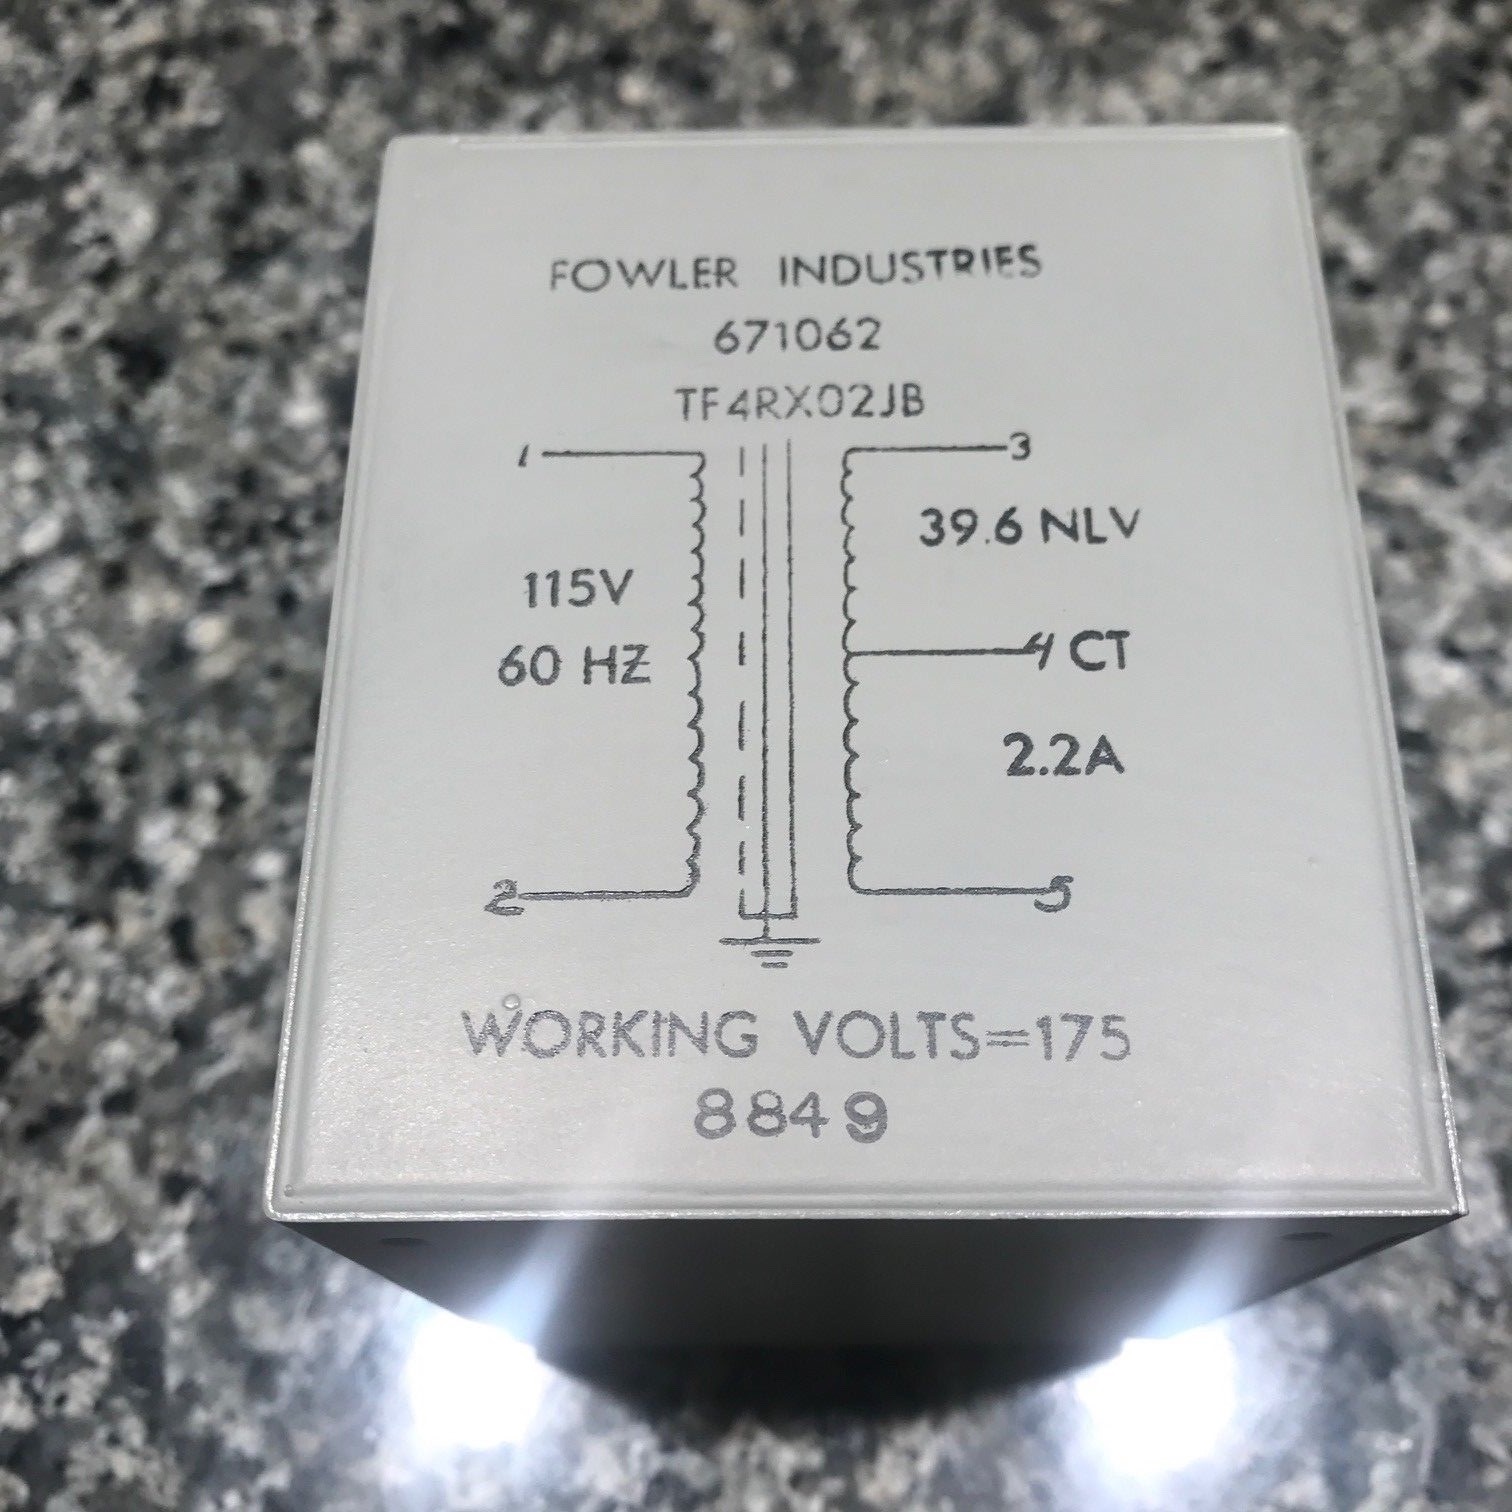 FOWLER INDUSTRIES
671062
TF4RX02JB
1
3
39.6 NLV
115V
60 HZ
4 CT
2.2A
2
5
WORKING VOLTS=175
8849